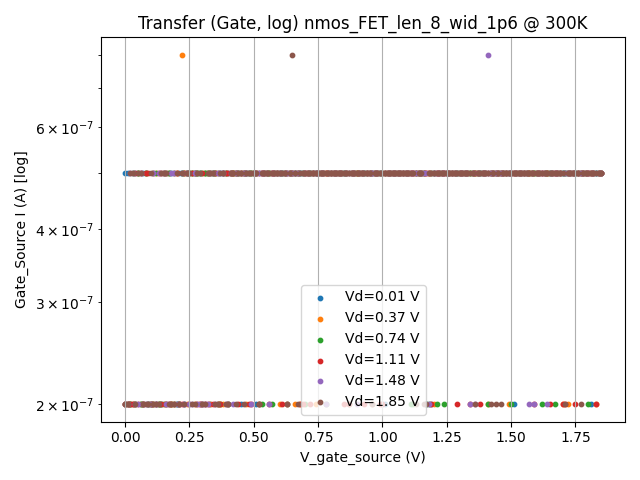 Transfer (Gate, log) nmos_FET_len_8_wid_1p6 @ 300K
Gate_Source I (A) [log]
6 × 10⁻⁷
4 × 10⁻⁷
3 × 10⁻⁷
2 × 10⁻⁷
Vd=0.01 V
Vd=0.37 V
Vd=0.74 V
Vd=1.11 V
Vd=1.48 V
Vd=1.85 V
0.00 0.25 0.50 0.75 1.00 1.25 1.50 1.75
V_gate_source (V)